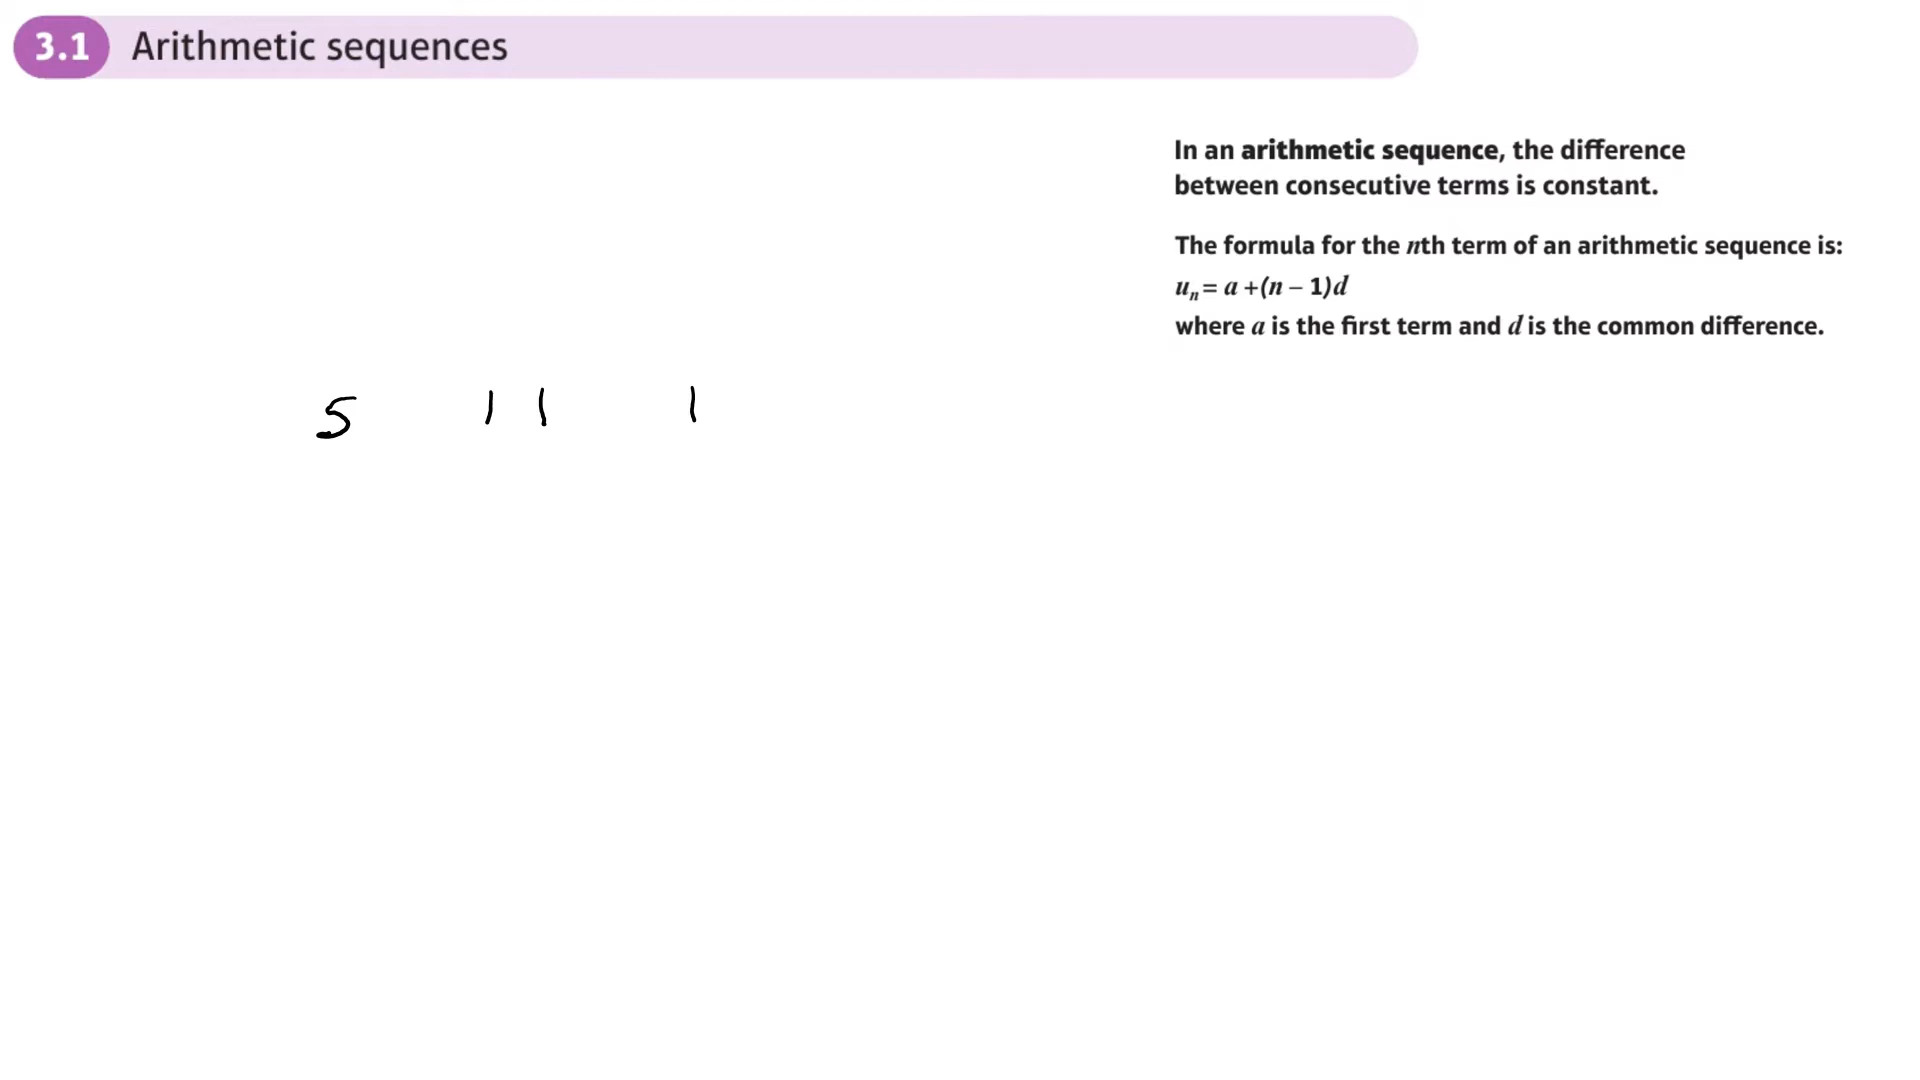 3.1 Arithmetic sequences
In an arithmetic sequence, the difference
between consecutive terms is constant.
The formula for the nth term of an arithmetic sequence is:
uₙ = a +(n – 1)d
where a is the first term and d is the common difference.
5 11 1